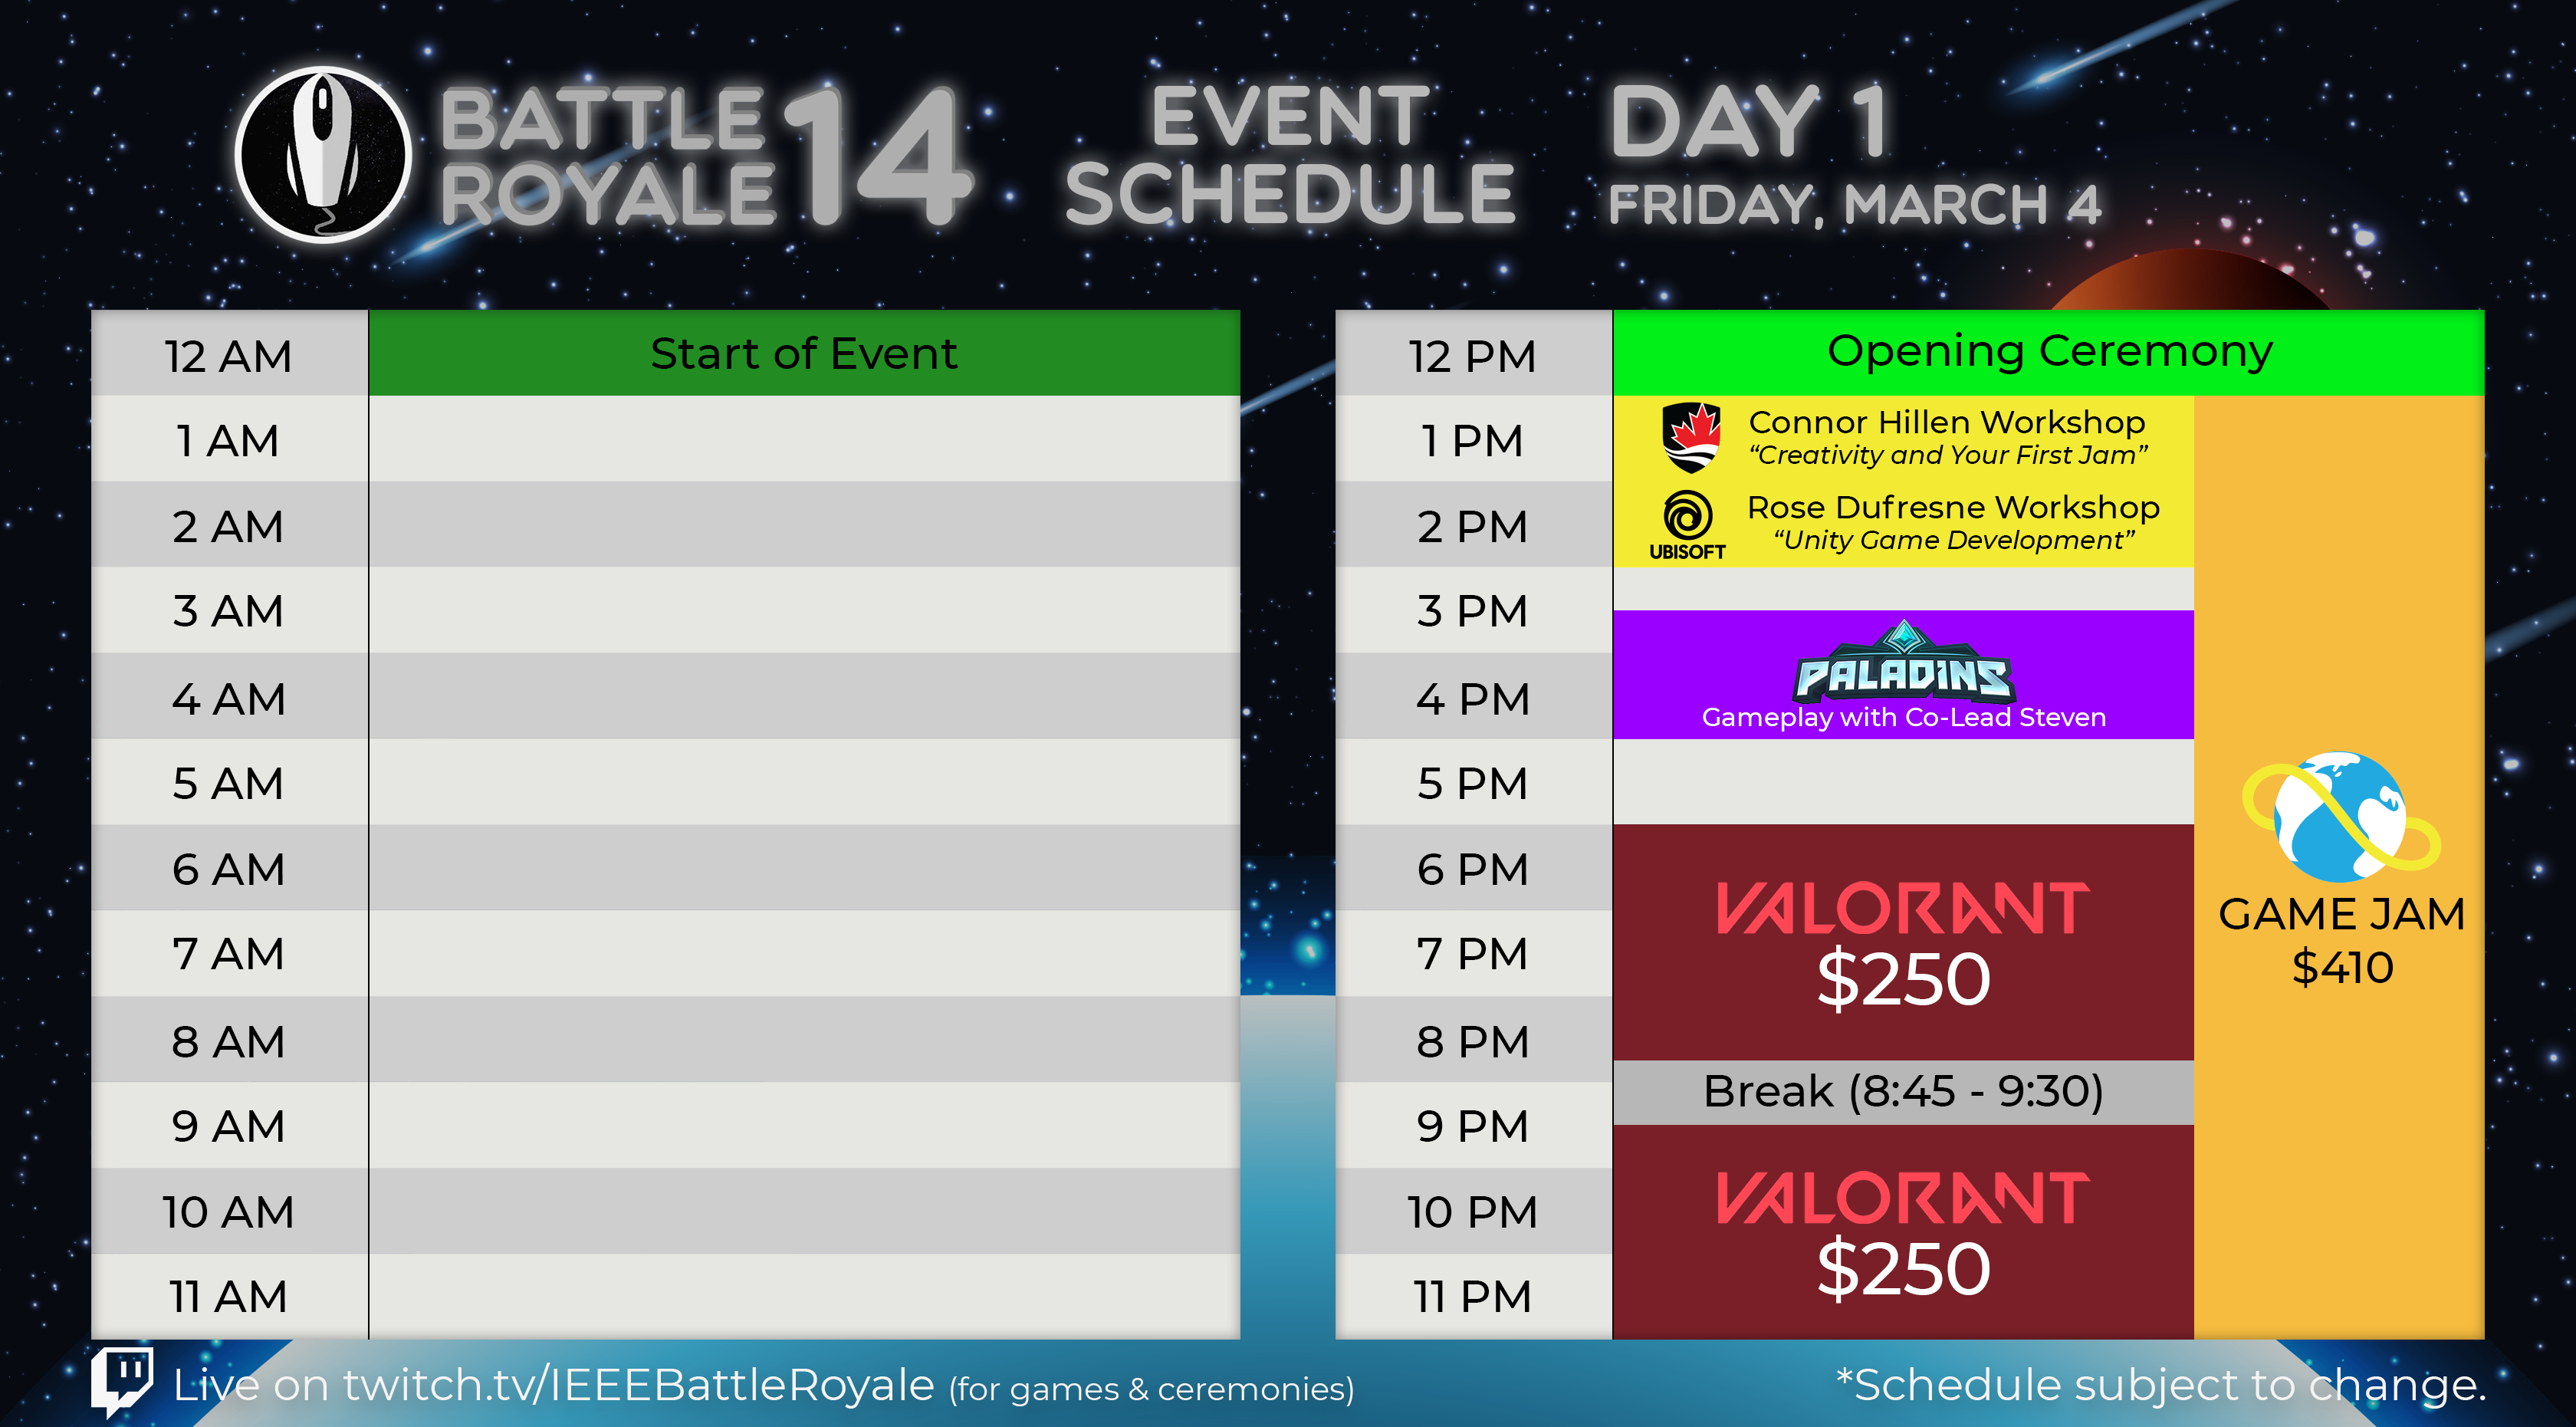 BATTLE
ROYALE 14
EVENT
SCHEDULE
DAY 1
FRIDAY, MARCH 4
12 AM
Start of Event
1 AM
2 AM
3 AM
4 AM
5 AM
6 AM
7 AM
8 AM
9 AM
10 AM
11 AM
12 PM
Opening Ceremony
1 PM
Connor Hillen Workshop
“Creativity and Your First Jam”
2 PM
UBISOFT
Rose Dufresne Workshop
“Unity Game Development”
3 PM
PALADINS
4 PM
Gameplay with Co-Lead Steven
5 PM
6 PM
VALORANT
7 PM
$250
8 PM
Break (8:45 - 9:30)
9 PM
10 PM
VALORANT
$250
11 PM
GAME JAM
$410
Live on twitch.tv/IEEEBattleRoyale (for games & ceremonies)
*Schedule subject to change.